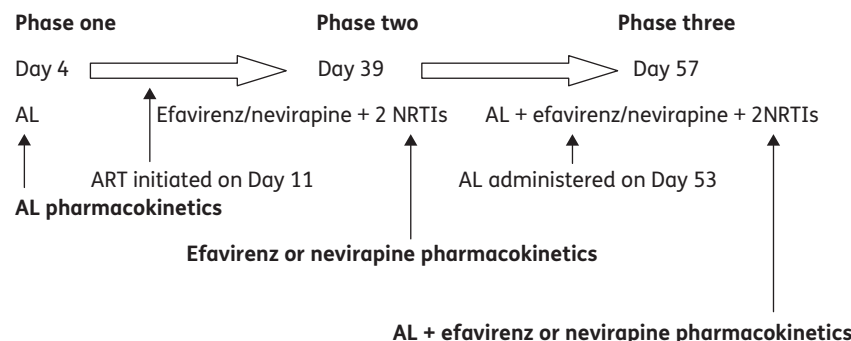 Phase one Phase two Phase three
Day 4 Day 39 Day 57
AL Efavirenz/nevirapine + 2 NRTIs AL + efavirenz/nevirapine + 2NRTIs
ART initiated on Day 11 AL administered on Day 53
AL pharmacokinetics
Efavirenz or nevirapine pharmacokinetics
AL + efavirenz or nevirapine pharmacokinetics